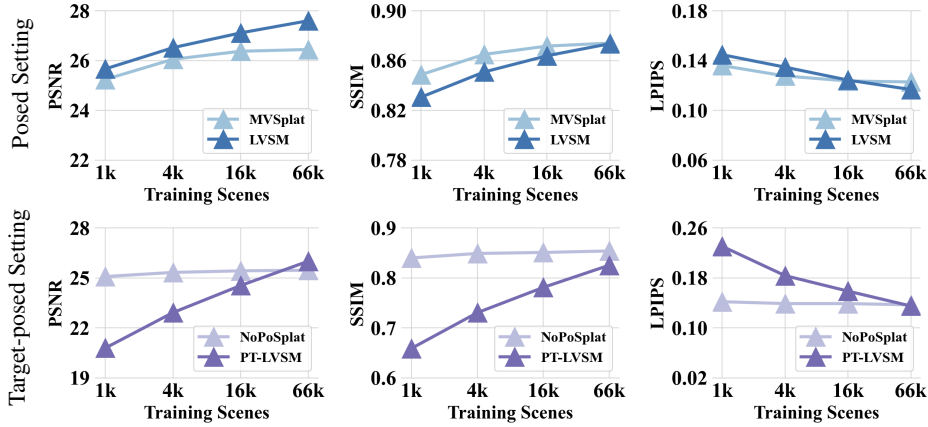 Posed Setting
28
26
24
22
PSNR
MVSplat
LVSM
1k 4k 16k 66k
Training Scenes
0.90
0.86
0.82
0.78
SSIM
MVSplat
LVSM
1k 4k 16k 66k
Training Scenes
0.18
0.14
0.10
0.06
LPIPS
MVSplat
LVSM
1k 4k 16k 66k
Training Scenes
Target-posed Setting
28
25
22
19
PSNR
NoPoSplat
PT-LVSM
1k 4k 16k 66k
Training Scenes
0.9
0.8
0.7
0.6
SSIM
NoPoSplat
PT-LVSM
1k 4k 16k 66k
Training Scenes
0.26
0.18
0.10
0.02
LPIPS
NoPoSplat
PT-LVSM
1k 4k 16k 66k
Training Scenes